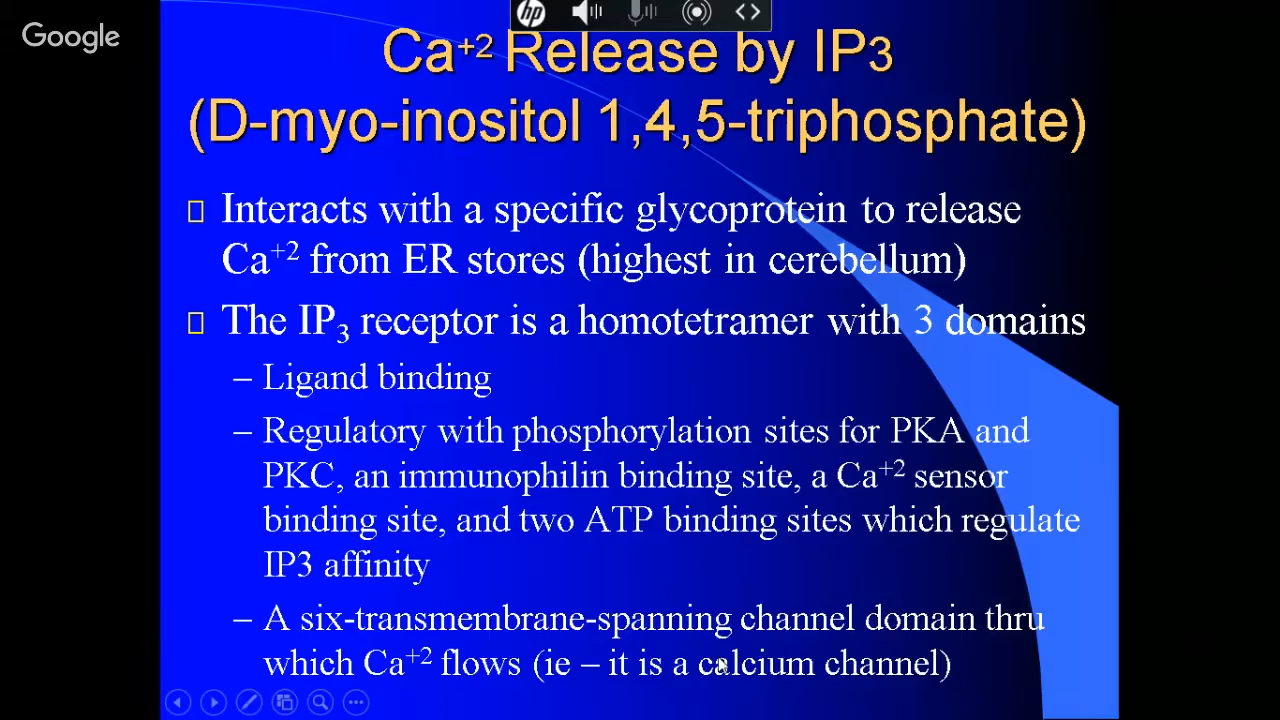 Google
hp
Ca+2 Release by IP3
(D-myo-inositol 1,4,5-triphosphate)
Interacts with a specific glycoprotein to release
Ca+2 from ER stores (highest in cerebellum)
The IP3 receptor is a homotetramer with 3 domains
– Ligand binding
– Regulatory with phosphorylation sites for PKA and
PKC, an immunophilin binding site, a Ca+2 sensor
binding site, and two ATP binding sites which regulate
IP3 affinity
– A six-transmembrane-spanning channel domain thru
which Ca+2 flows (ie – it is a calcium channel)